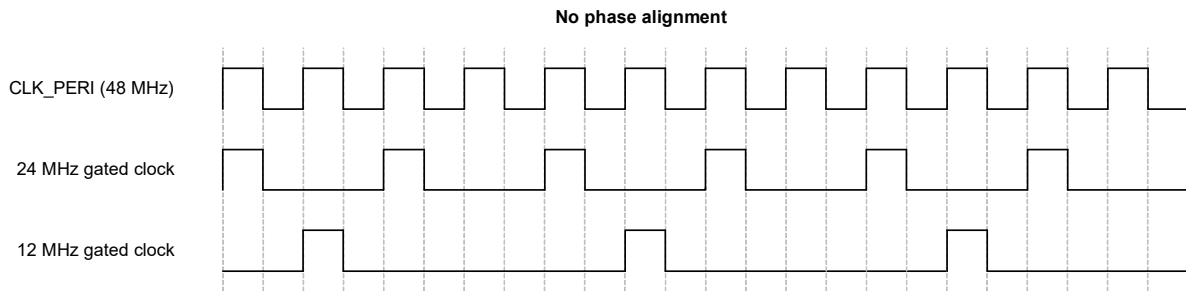 No phase alignment
CLK_PERI (48 MHz)
24 MHz gated clock
12 MHz gated clock